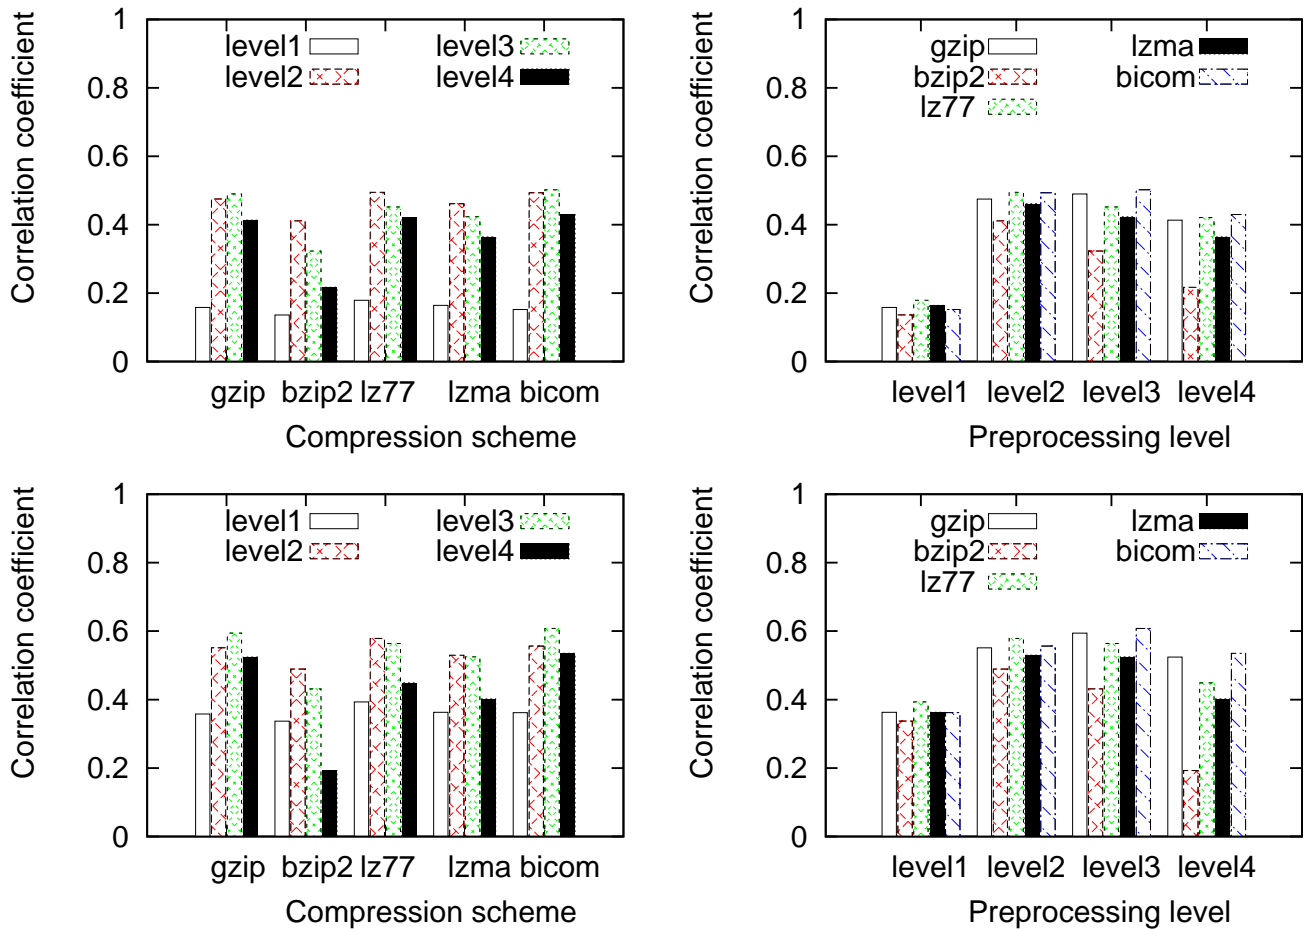 Correlation coefficient
1
0.8
0.6
0.4
0.2
0
level1
level2
level3
level4
gzip bzip2 lz77 lzma bicom
Compression scheme
Correlation coefficient
1
0.8
0.6
0.4
0.2
0
gzip
bzip2
lz77
lzma
bicom
level1 level2 level3 level4
Preprocessing level
Correlation coefficient
1
0.8
0.6
0.4
0.2
0
level1
level2
level3
level4
gzip bzip2 lz77 lzma bicom
Compression scheme
Correlation coefficient
1
0.8
0.6
0.4
0.2
0
gzip
bzip2
lz77
lzma
bicom
level1 level2 level3 level4
Preprocessing level